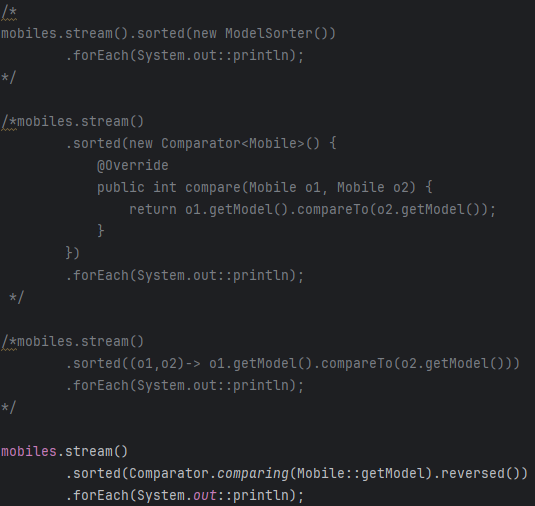 /*
mobiles.stream().sorted(new ModelSorter())
        .forEach(System.out::println);
*/

/*mobiles.stream()
        .sorted(new Comparator<Mobile>() {
            @Override
            public int compare(Mobile o1, Mobile o2) {
                return o1.getModel().compareTo(o2.getModel());
            }
        })
        .forEach(System.out::println);
 */

/*mobiles.stream()
        .sorted((o1,o2)-> o1.getModel().compareTo(o2.getModel()))
        .forEach(System.out::println);
*/

mobiles.stream()
        .sorted(Comparator.comparing(Mobile::getModel).reversed())
        .forEach(System.out::println);